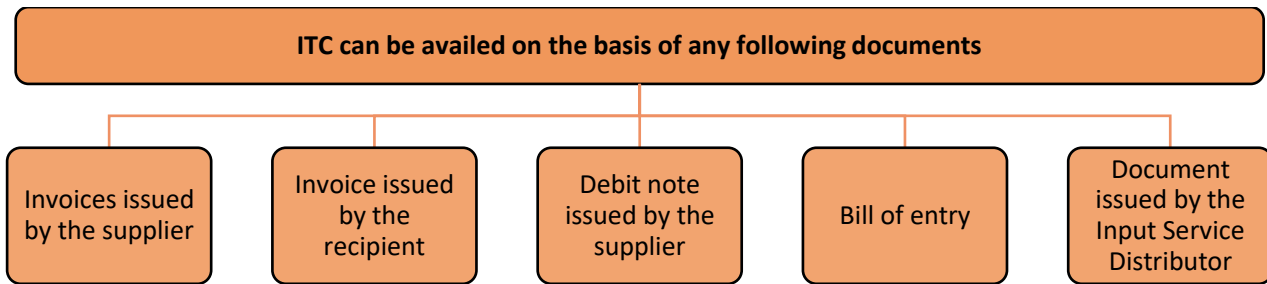 ITC can be availed on the basis of any following documents
Invoices issued
by the supplier
Invoice issued
by the
recipient
Debit note
issued by the
supplier
Bill of entry
Document
issued by the
Input Service
Distributor